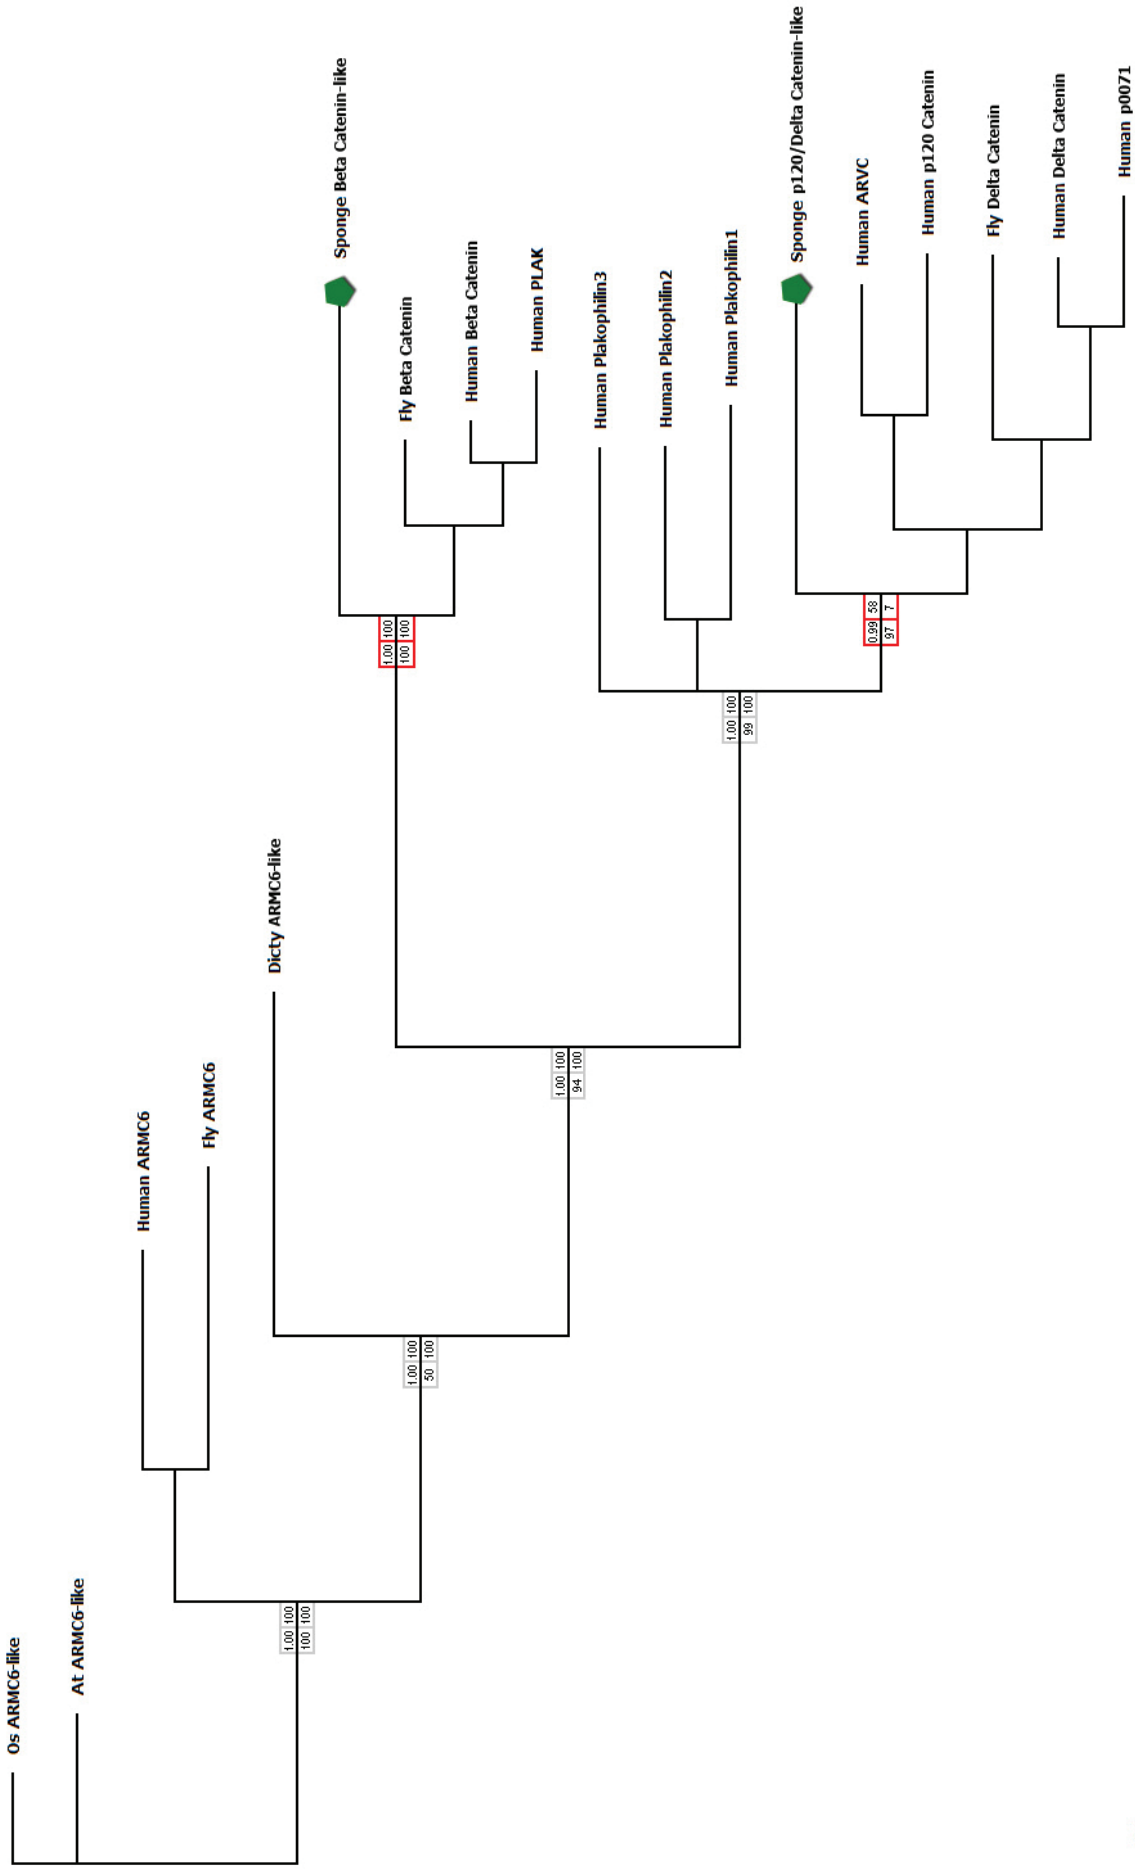 Os ARMC6-like
At ARMC6-like
Human ARMC6
Fly ARMC6
Dicty ARMC6-like
Sponge Beta Catenin-like
Fly Beta Catenin
Human Beta Catenin
Human PLAK
Human Plakophilin3
Human Plakophilin2
Human Plakophilin1
Sponge p120/Delta Catenin-like
Human ARVC
Human p120 Catenin
Fly Delta Catenin
Human Delta Catenin
Human p0071
1.00 100
100 100
1.00 100
50 100
1.00 100
94 100
1.00 100
100 100
1.00 100
99 100
0.99 58
97 7